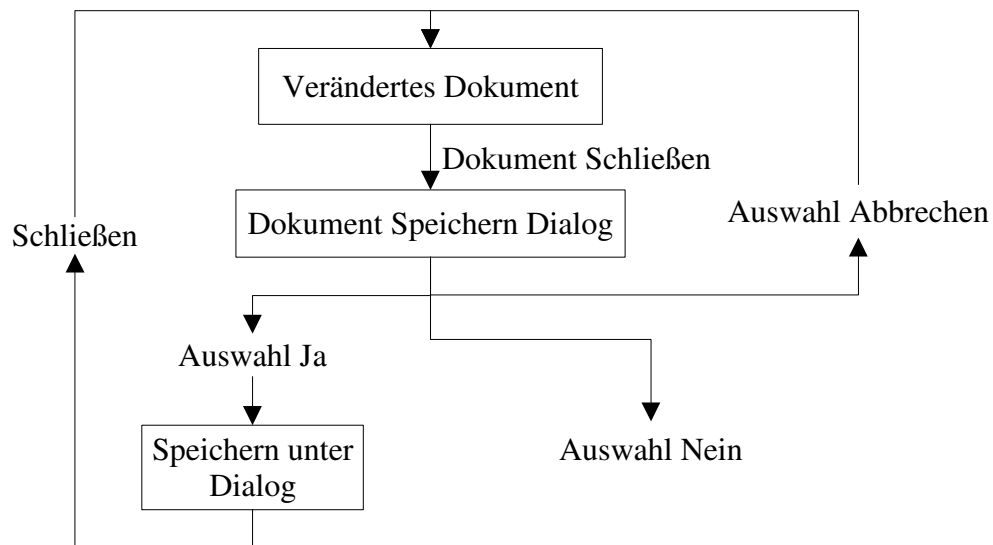 Verändertes Dokument
Dokument Schließen
Dokument Speichern Dialog
Auswahl Abbrechen
Schließen
Auswahl Ja
Speichern unter
Dialog
Auswahl Nein